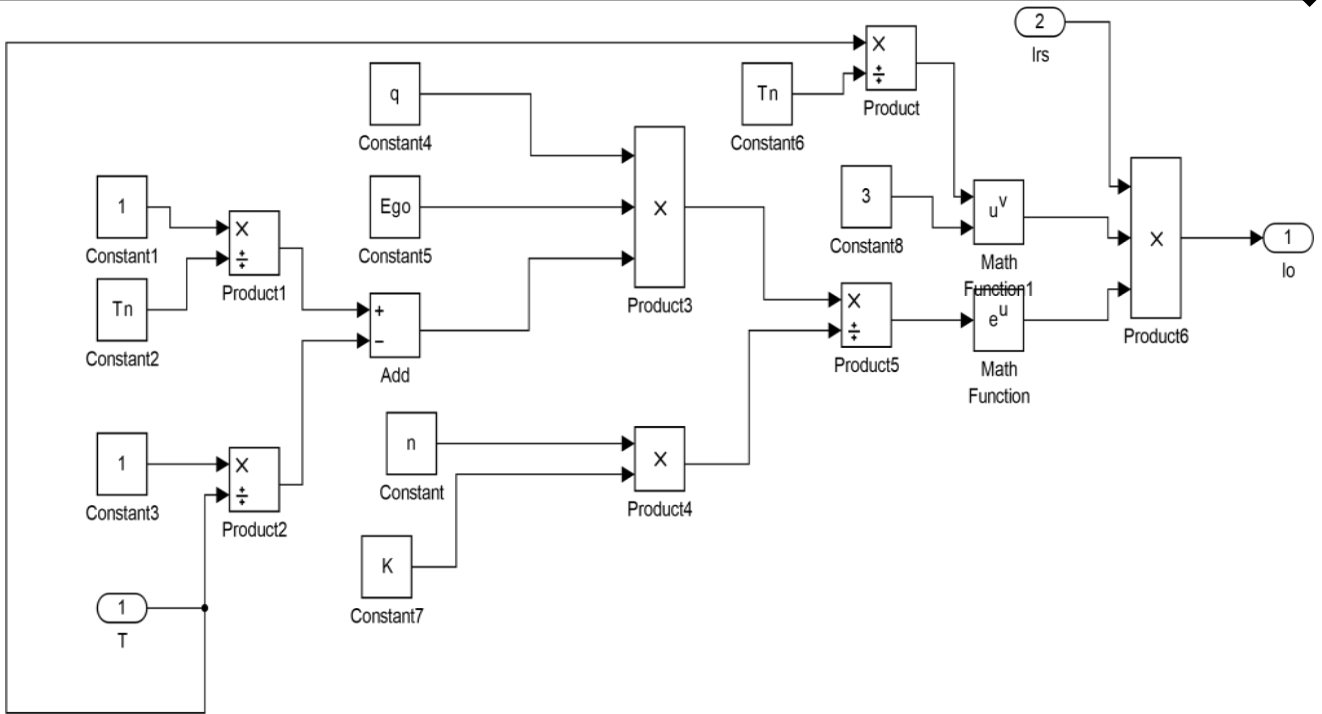 2
Irs
×
÷
Product
q
Constant4
Tn
Constant6
1
Constant1
×
÷
Product1
Ego
Constant5
×
Product3
3
Constant8
u^v
Math
Function1
×
Product6
1
Io
Tn
Constant2
+
−
Add
×
÷
Product5
e^u
Math
Function
1
Constant3
×
÷
Product2
n
Constant
×
Product4
K
Constant7
1
T